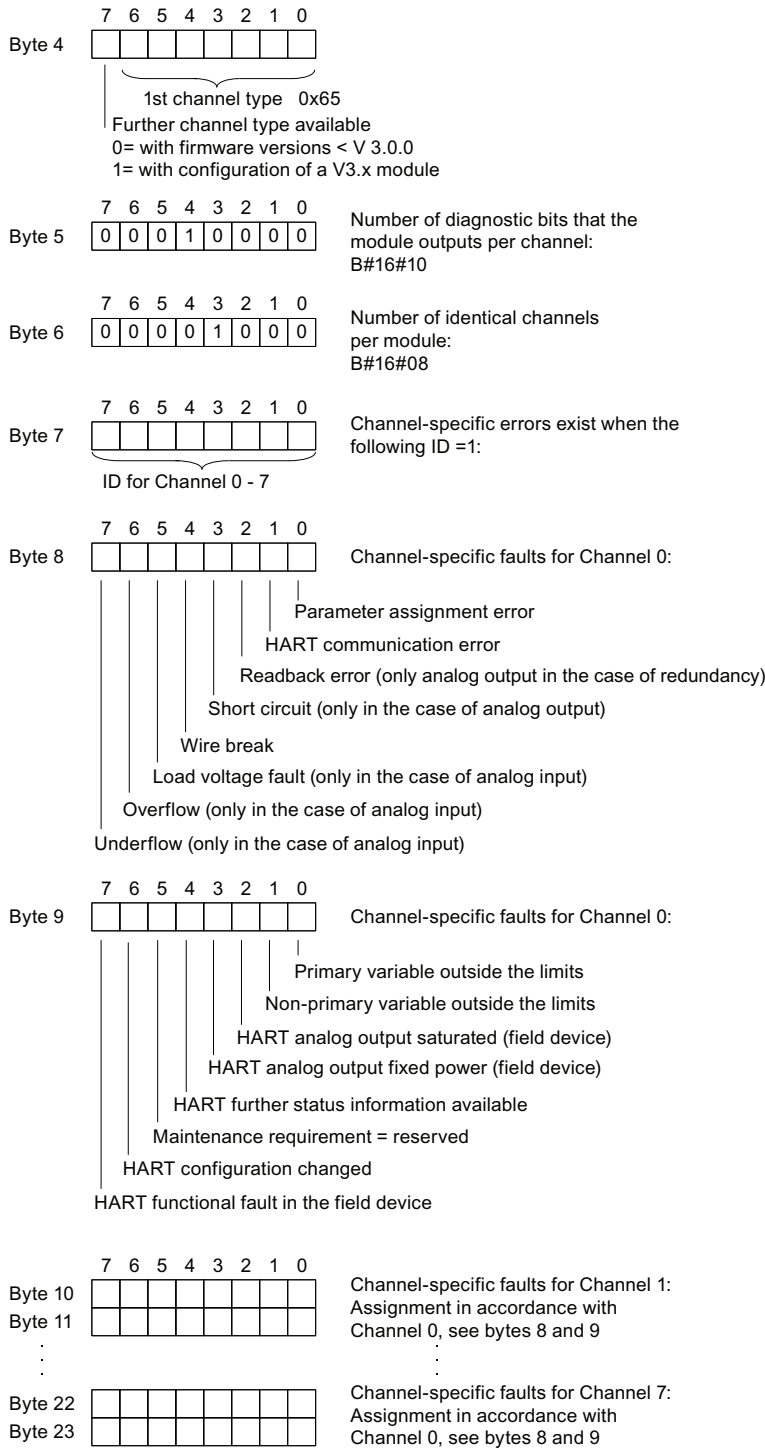 7 6 5 4 3 2 1 0
Byte 4
1st channel type 0x65
Further channel type available
0= with firmware versions < V 3.0.0
1= with configuration of a V3.x module
7 6 5 4 3 2 1 0
Byte 5
0 0 0 1 0 0 0 0
Number of diagnostic bits that the
module outputs per channel:
B#16#10
7 6 5 4 3 2 1 0
Byte 6
0 0 0 0 1 0 0 0
Number of identical channels
per module:
B#16#08
7 6 5 4 3 2 1 0
Byte 7
Channel-specific errors exist when the
following ID =1:
ID for Channel 0 - 7
7 6 5 4 3 2 1 0
Byte 8
Channel-specific faults for Channel 0:
Parameter assignment error
HART communication error
Readback error (only analog output in the case of redundancy)
Short circuit (only in the case of analog output)
Wire break
Load voltage fault (only in the case of analog input)
Overflow (only in the case of analog input)
Underflow (only in the case of analog input)
7 6 5 4 3 2 1 0
Byte 9
Channel-specific faults for Channel 0:
Primary variable outside the limits
Non-primary variable outside the limits
HART analog output saturated (field device)
HART analog output fixed power (field device)
HART further status information available
Maintenance requirement = reserved
HART configuration changed
HART functional fault in the field device
7 6 5 4 3 2 1 0
Byte 10
Byte 11
Channel-specific faults for Channel 1:
Assignment in accordance with
Channel 0, see bytes 8 and 9
Byte 22
Byte 23
Channel-specific faults for Channel 7:
Assignment in accordance with
Channel 0, see bytes 8 and 9